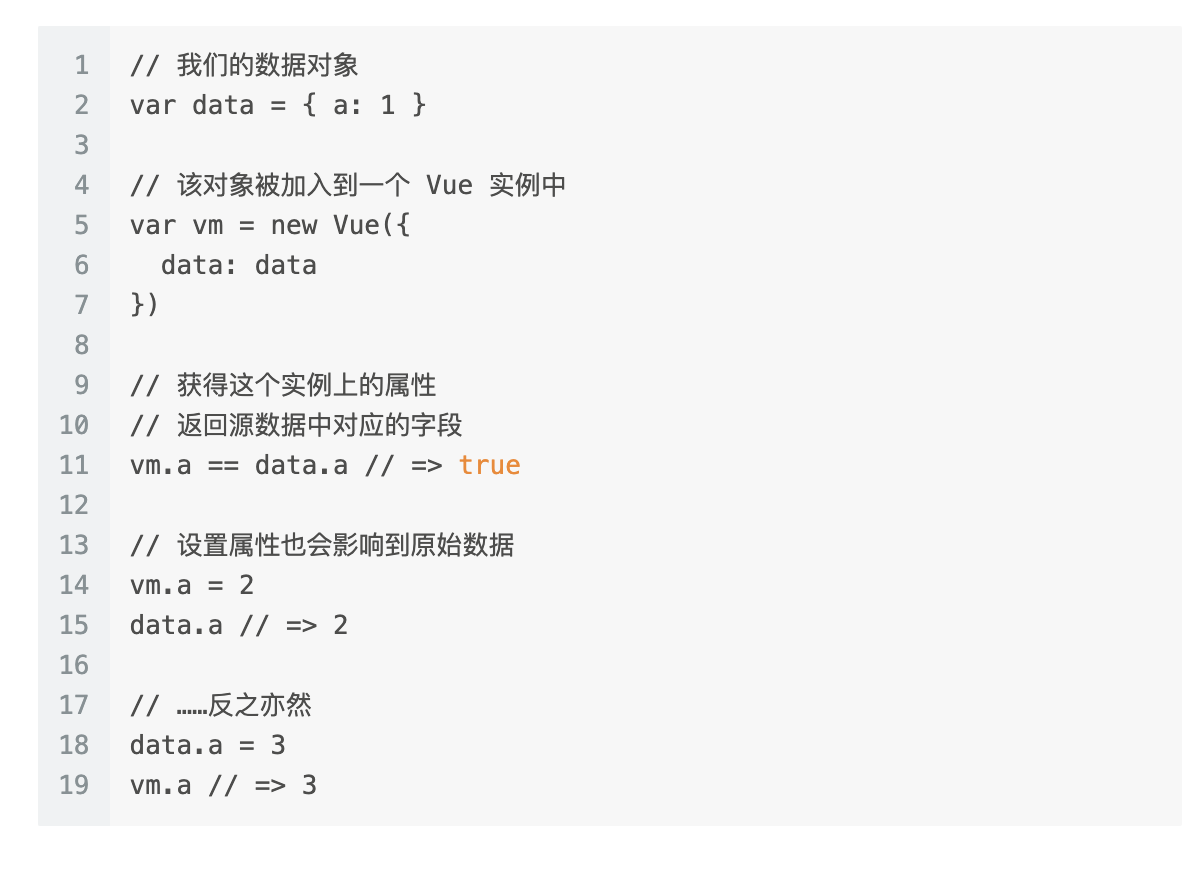 1 // 我们的数据对象
2 var data = { a: 1 }
3
4 // 该对象被加入到一个 Vue 实例中
5 var vm = new Vue({
6   data: data
7 })
8
9 // 获得这个实例上的属性
10 // 返回源数据中对应的字段
11 vm.a == data.a // => true
12
13 // 设置属性也会影响到原始数据
14 vm.a = 2
15 data.a // => 2
16
17 // ……反之亦然
18 data.a = 3
19 vm.a // => 3